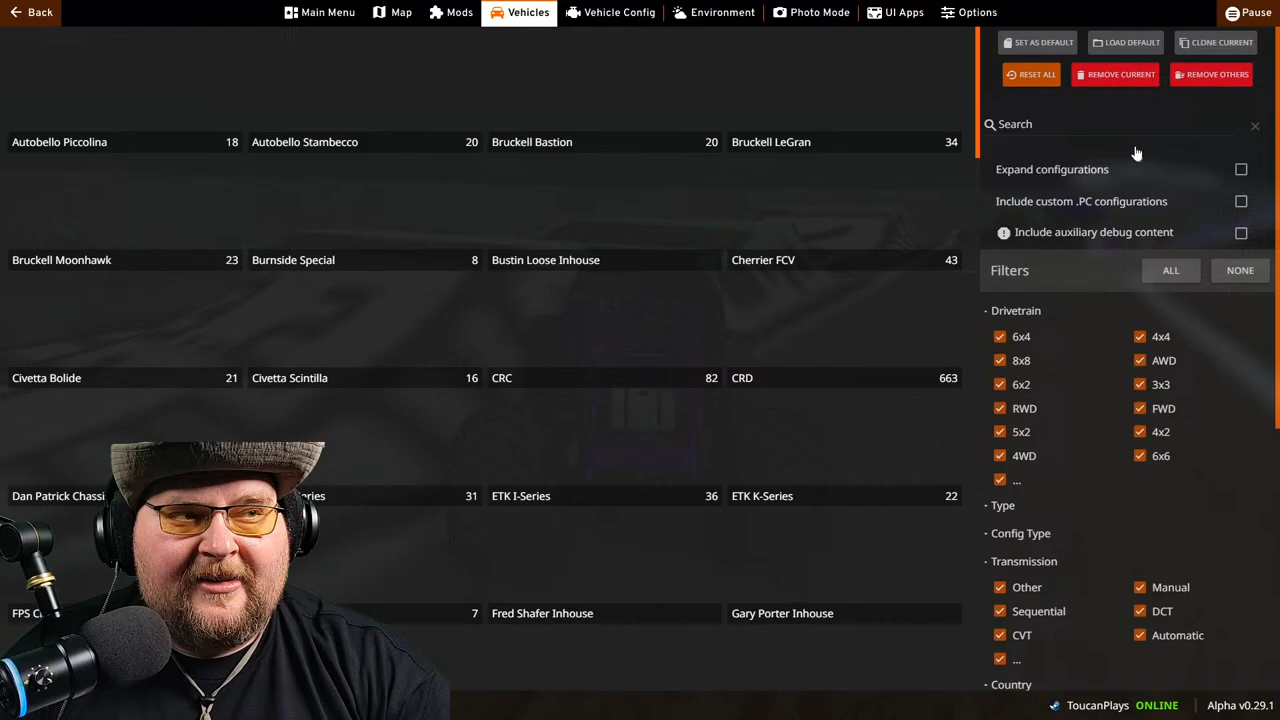 Back
Main Menu
Map
Mods
Vehicles
Vehicle Config
Environment
Photo Mode
UI Apps
Options
Pause
SET AS DEFAULT
LOAD DEFAULT
CLONE CURRENT
RESET ALL
REMOVE CURRENT
REMOVE OTHERS
Search
Autobello Piccolina 18
Autobello Stambecco 20
Bruckell Bastion 20
Bruckell LeGran 34
Expand configurations
Include custom .PC configurations
Include auxiliary debug content
Bruckell Moonhawk 23
Burnside Special 8
Bustin Loose Inhouse
Cherrier FCV 43
Filters ALL NONE
- Drivetrain
6x4 4x4
8x8 AWD
6x2 3x3
RWD FWD
5x2 4x2
4WD 6x6
...
Civetta Bolide 21
Civetta Scintilla 16
CRC 82
CRD 663
Dan Patrick Chassi
eries 31
ETK I-Series 36
ETK K-Series 22
- Type
- Config Type
- Transmission
Other Manual
Sequential DCT
CVT Automatic
...
FPS C
7
Fred Shafer Inhouse
Gary Porter Inhouse
- Country
ToucanPlays ONLINE
Alpha v0.29.1